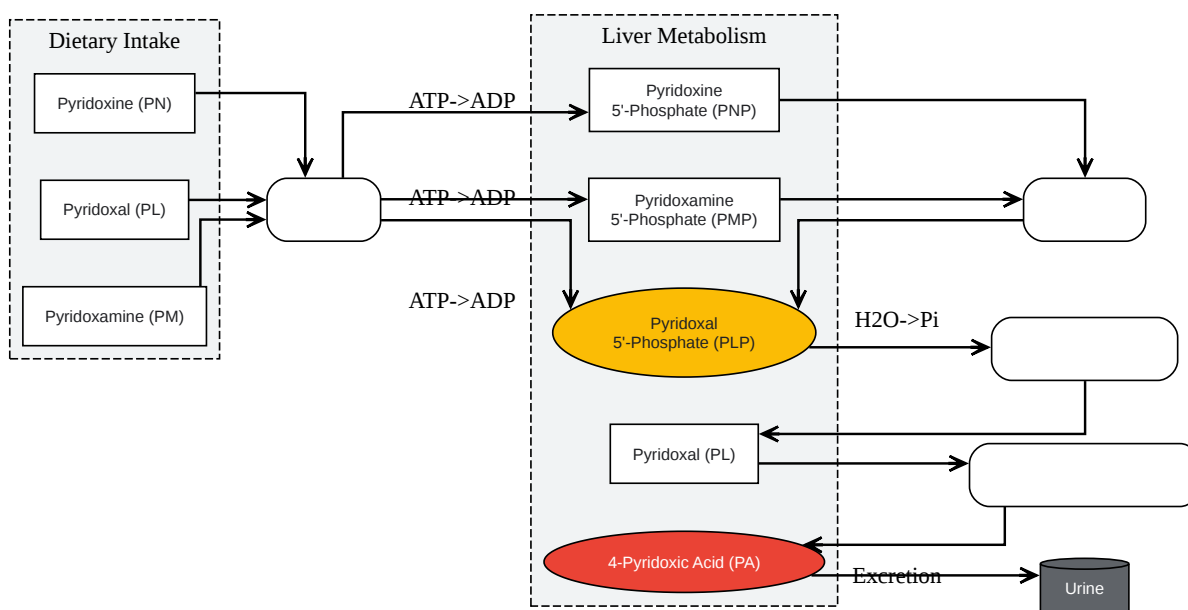 Dietary Intake
Liver Metabolism
Pyridoxine (PN)
ATP->ADP
Pyridoxine
5'-Phosphate (PNP)
Pyridoxal (PL)
ATP->ADP
Pyridoxamine
5'-Phosphate (PMP)
Pyridoxamine (PM)
ATP->ADP
Pyridoxal
5'-Phosphate (PLP)
H2O->Pi
Pyridoxal (PL)
4-Pyridoxic Acid (PA)
Excretion
Urine